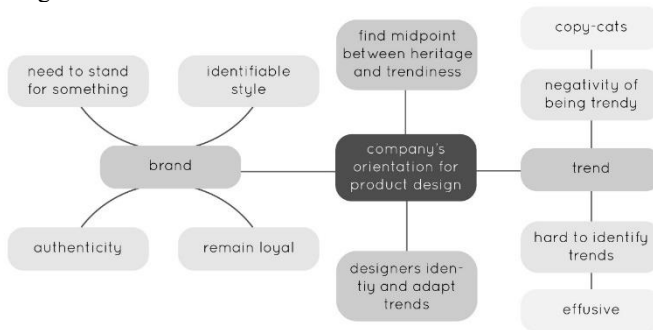 find midpoint
between heritage
and trendiness
copy-cats
need to stand
for something
identifiable
style
negativity of
being trendy
brand
company's
orientation for
product design
trend
authenticity
remain loyal
designers iden-
tiy and adapt
trends
hard to identify
trends
effusive